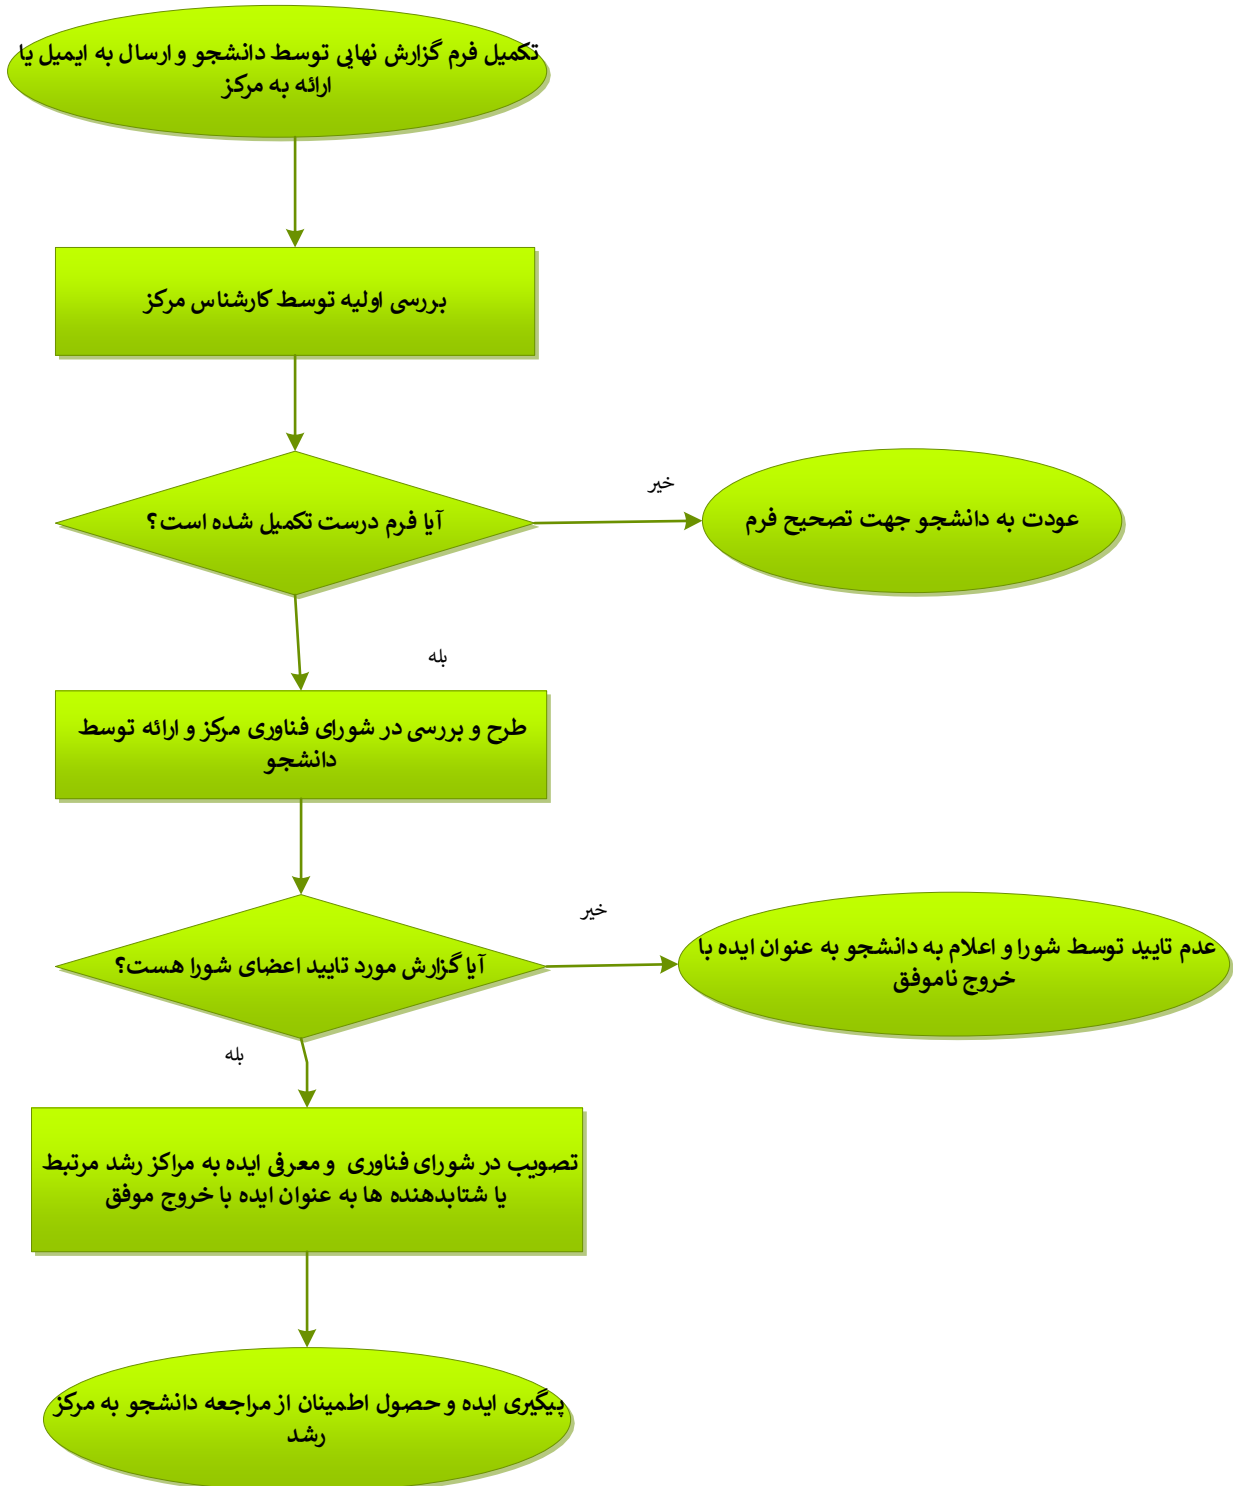 تکمیل فرم گزارش نهایی توسط دانشجو و ارسال به ایمیل یا
ارائه به مرکز
بررسی اولیه توسط کارشناس مرکز
آیا فرم درست تکمیل شده است؟
خیر
عودت به دانشجو جهت تصحیح فرم
بله
طرح و بررسی در شورای فناوری مرکز و ارائه توسط
دانشجو
آیا گزارش مورد تایید اعضای شورا هست؟
خیر
عدم تایید توسط شورا و اعلام به دانشجو به عنوان ایده با
خروج ناموفق
بله
تصویب در شورای فناوری و معرفی ایده به مراکز رشد مرتبط
یا شتابدهنده ها به عنوان ایده با خروج موفق
پیگیری ایده و حصول اطمینان از مراجعه دانشجو به مرکز
رشد